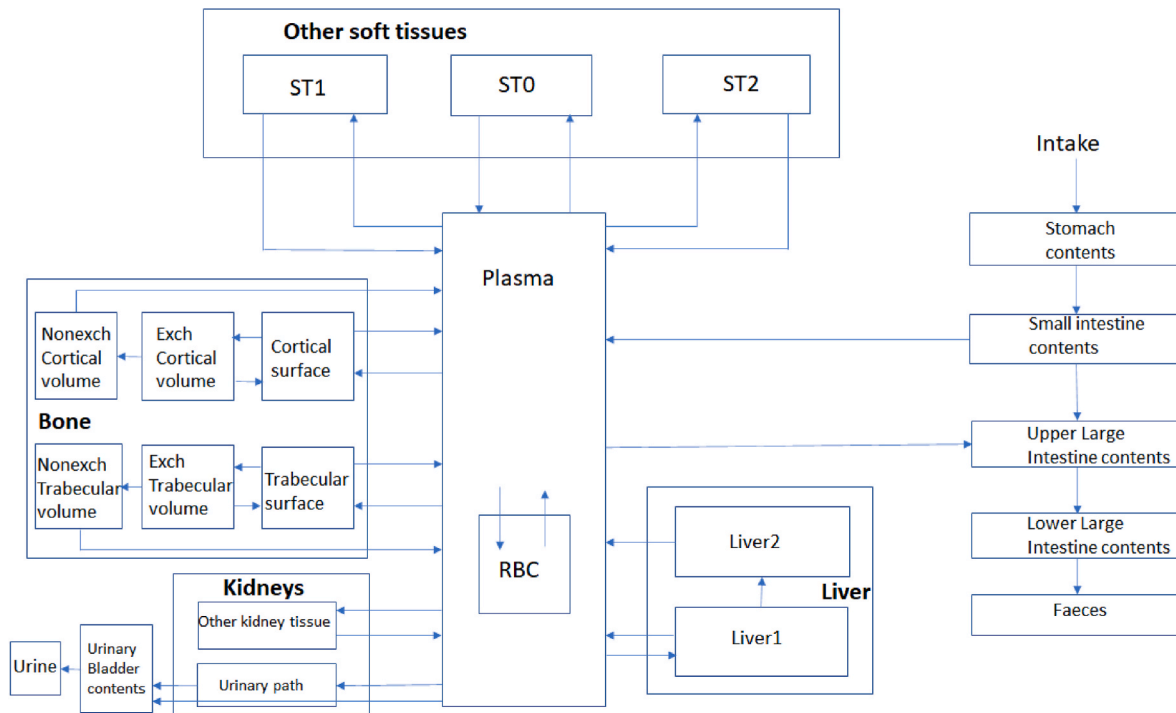 Other soft tissues
ST1
ST0
ST2
Intake
Stomach
contents
Plasma
Small intestine
contents
Nonexch
Cortical
volume
Exch
Cortical
volume
Cortical
surface
Bone
Nonexch
Trabecular
volume
Exch
Trabecular
volume
Trabecular
surface
Upper Large
Intestine contents
RBC
Liver2
Liver
Liver1
Lower Large
Intestine contents
Faeces
Kidneys
Other kidney tissue
Urinary path
Urinary
Bladder
contents
Urine